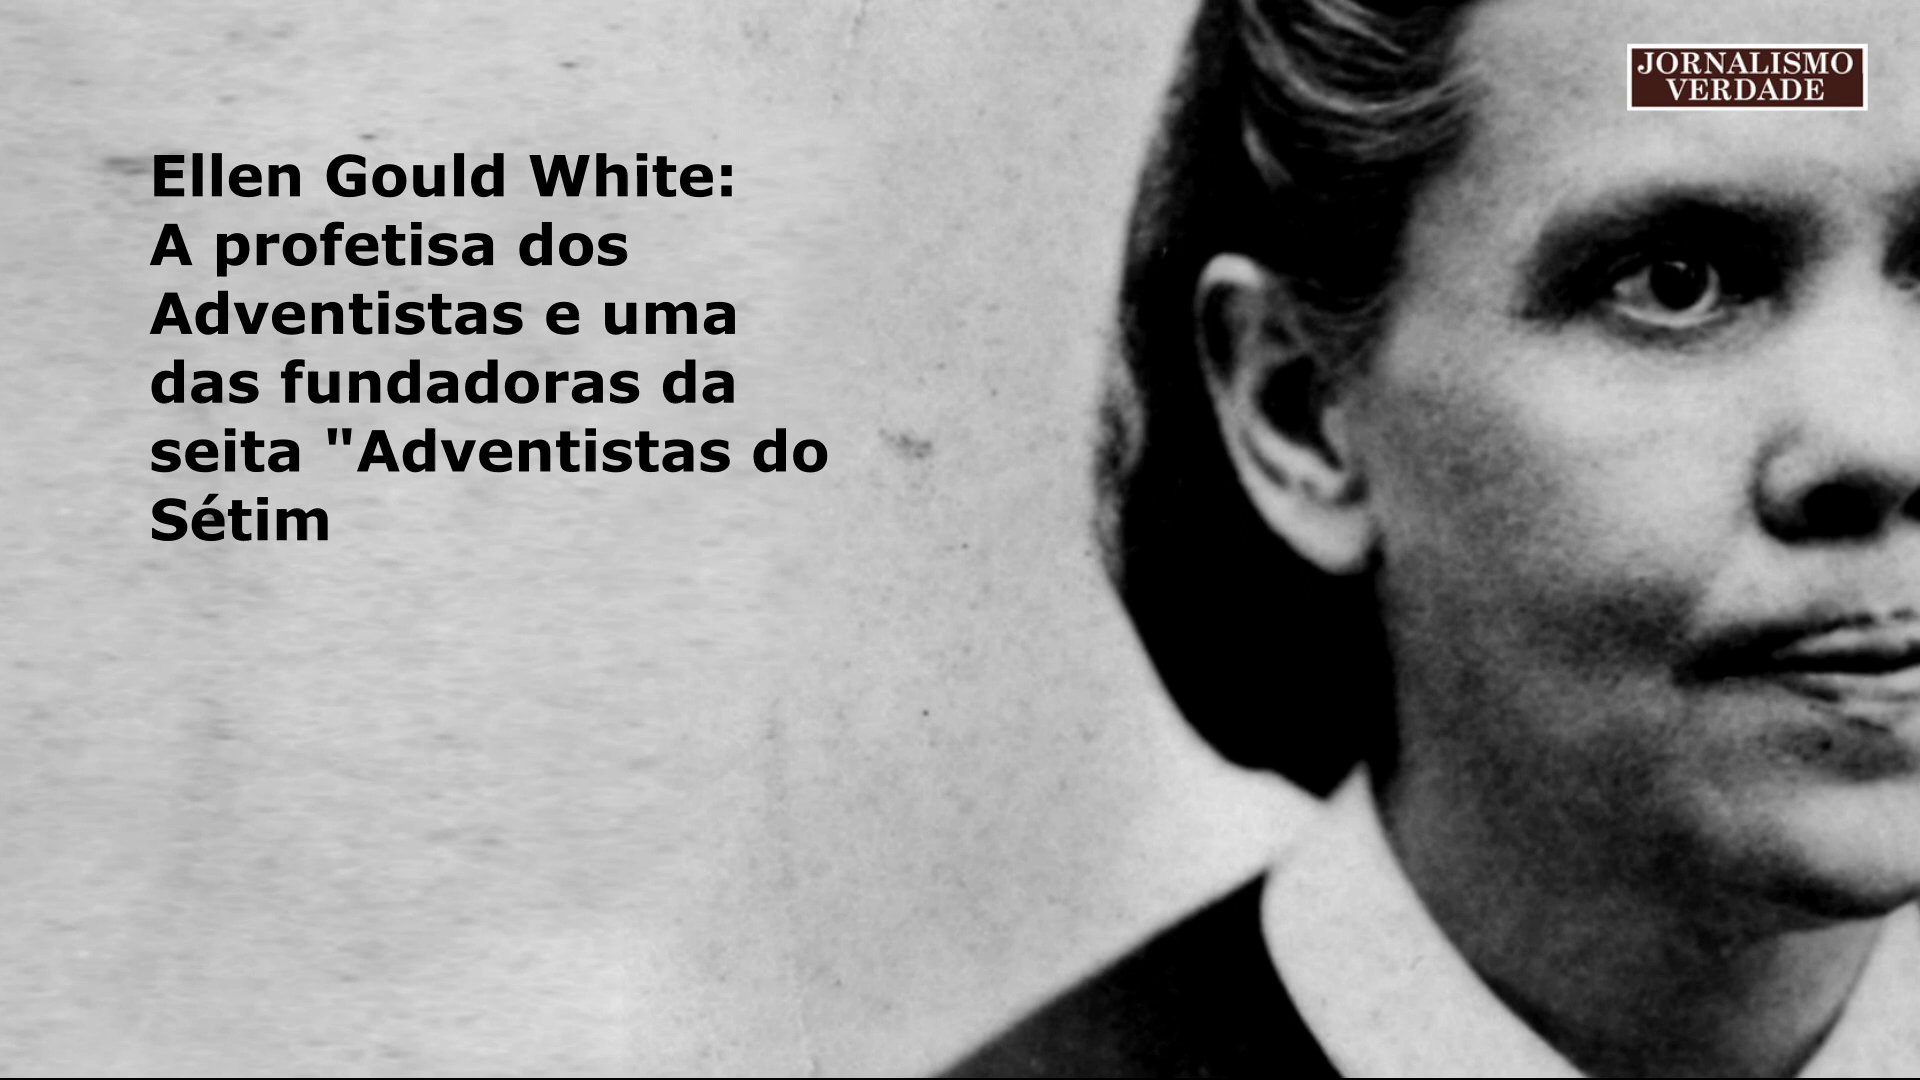 JORNALISMO
VERDADE
Ellen Gould White:
A profetisa dos
Adventistas e uma
das fundadoras da
seita "Adventistas do
Sétim